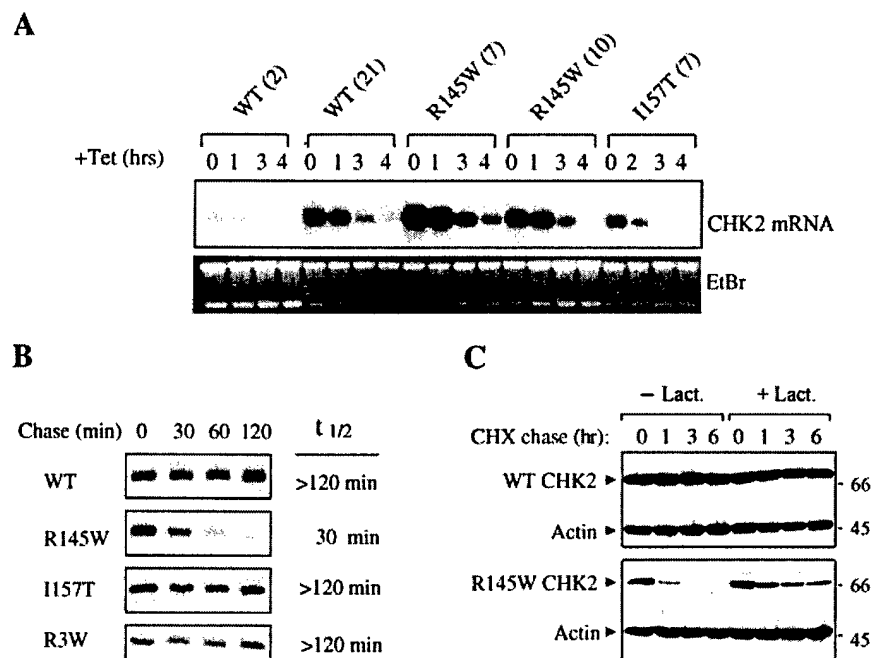 A
WT (2) WT (21) R145W (7) R145W (10) I157T (7)
+Tet (hrs) 0 1 3 4 0 1 3 4 0 1 3 4 0 1 3 4 0 2 3 4
CHK2 mRNA
EtBr
B
Chase (min) 0 30 60 120 t 1/2
WT >120 min
R145W 30 min
I157T >120 min
R3W >120 min
C
− Lact. + Lact.
CHX chase (hr): 0 1 3 6 0 1 3 6
WT CHK2 - 66
Actin - 45
R145W CHK2 - 66
Actin - 45